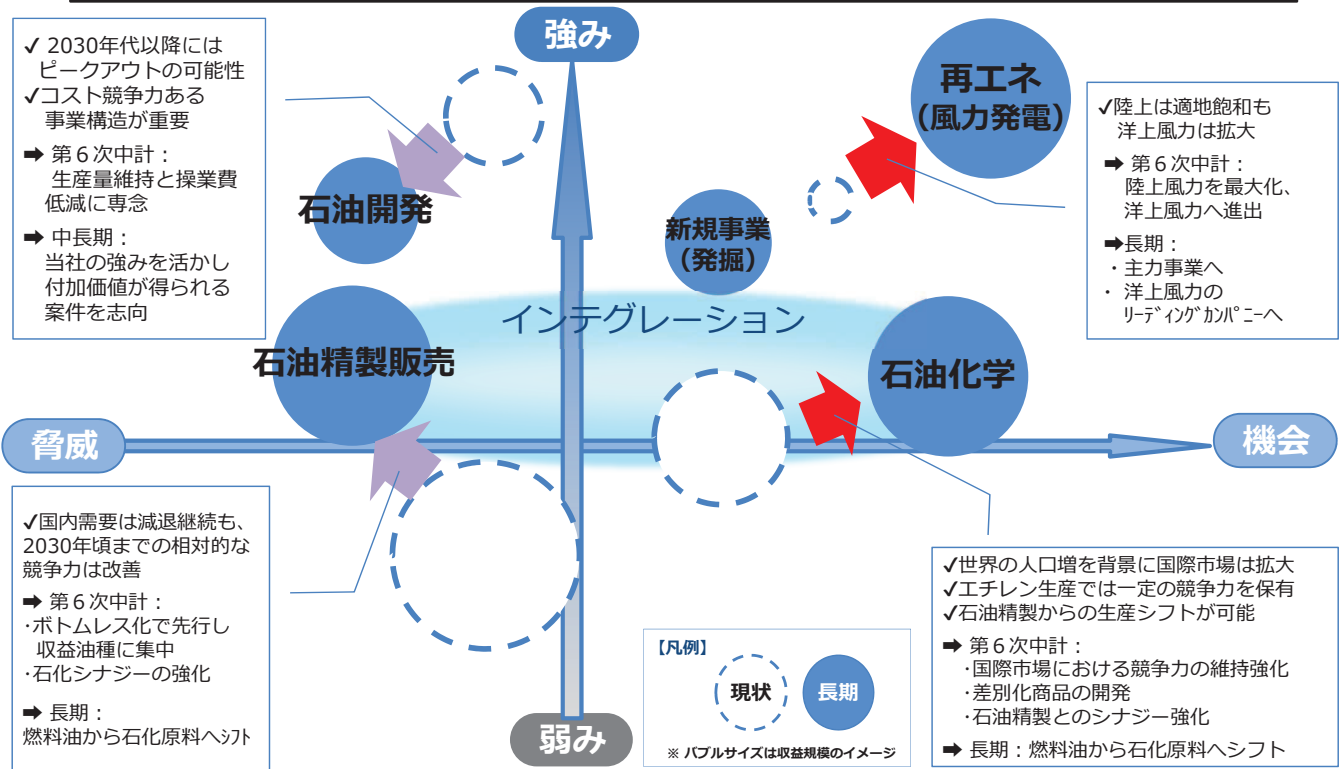 強み
✓ 2030年代以降には
ピークアウトの可能性
✓コスト競争力ある
事業構造が重要
➡ 第６次中計：
生産量維持と操業費
低減に専念
➡ 中長期：
当社の強みを活かし
付加価値が得られる
案件を志向
石油開発
再エネ
（風力発電）
✓陸上は適地飽和も
洋上風力は拡大
➡ 第６次中計：
陸上風力を最大化、
洋上風力へ進出
➡長期：
・主力事業へ
・ 洋上風力の
ﾘｰﾃﾞｨﾝｸﾞｶﾝﾊﾟﾆｰへ
新規事業
（発掘）
インテグレーション
石油精製販売
石油化学
脅威
機会
✓国内需要は減退継続も、
2030年頃までの相対的な
競争力は改善
➡ 第６次中計：
･ボトムレス化で先行し
収益油種に集中
･石化シナジーの強化
➡ 長期：
燃料油から石化原料へｼﾌﾄ
【凡例】
現状
長期
※ バブルサイズは収益規模のイメージ
弱み
✓世界の人口増を背景に国際市場は拡大
✓エチレン生産では一定の競争力を保有
✓石油精製からの生産シフトが可能
➡ 第６次中計：
･国際市場における競争力の維持強化
･差別化商品の開発
･石油精製とのシナジー強化
➡ 長期：燃料油から石化原料へシフト